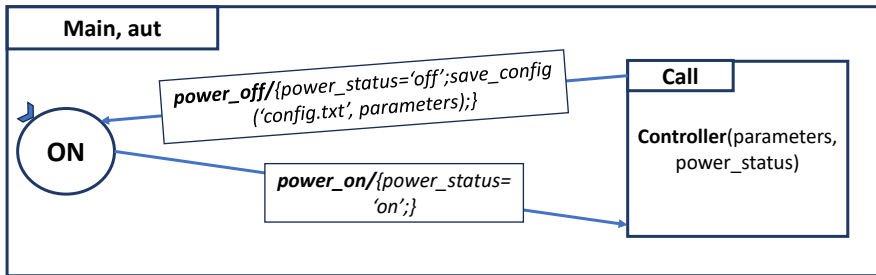 Main, aut
power_off/{power_status=‘off’;save_config
(‘config.txt’, parameters);}
Call
Controller(parameters,
power_status)
ON
power_on/{power_status=
‘on’;}